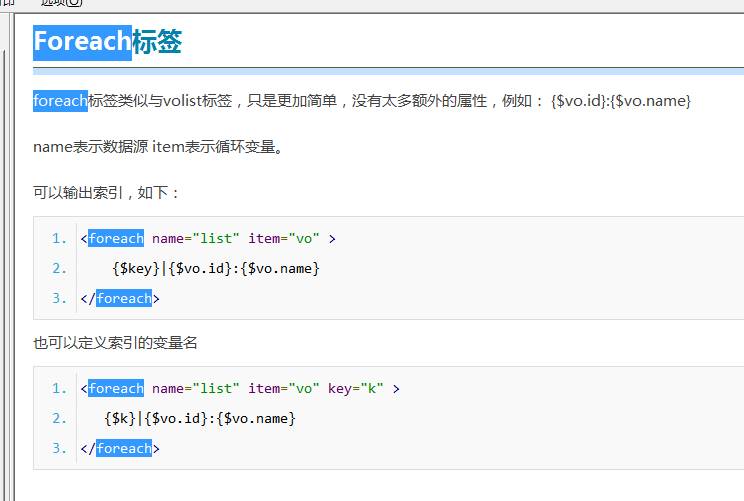 选项(O)
Foreach标签
foreach标签类似与volist标签，只是更加简单，没有太多额外的属性，例如： {$vo.id}:{$vo.name}
name表示数据源 item表示循环变量。
可以输出索引，如下：
1. <foreach name="list" item="vo" >
2. {$key}|{$vo.id}:{$vo.name}
3. </foreach>
也可以定义索引的变量名
1. <foreach name="list" item="vo" key="k" >
2. {$k}|{$vo.id}:{$vo.name}
3. </foreach>